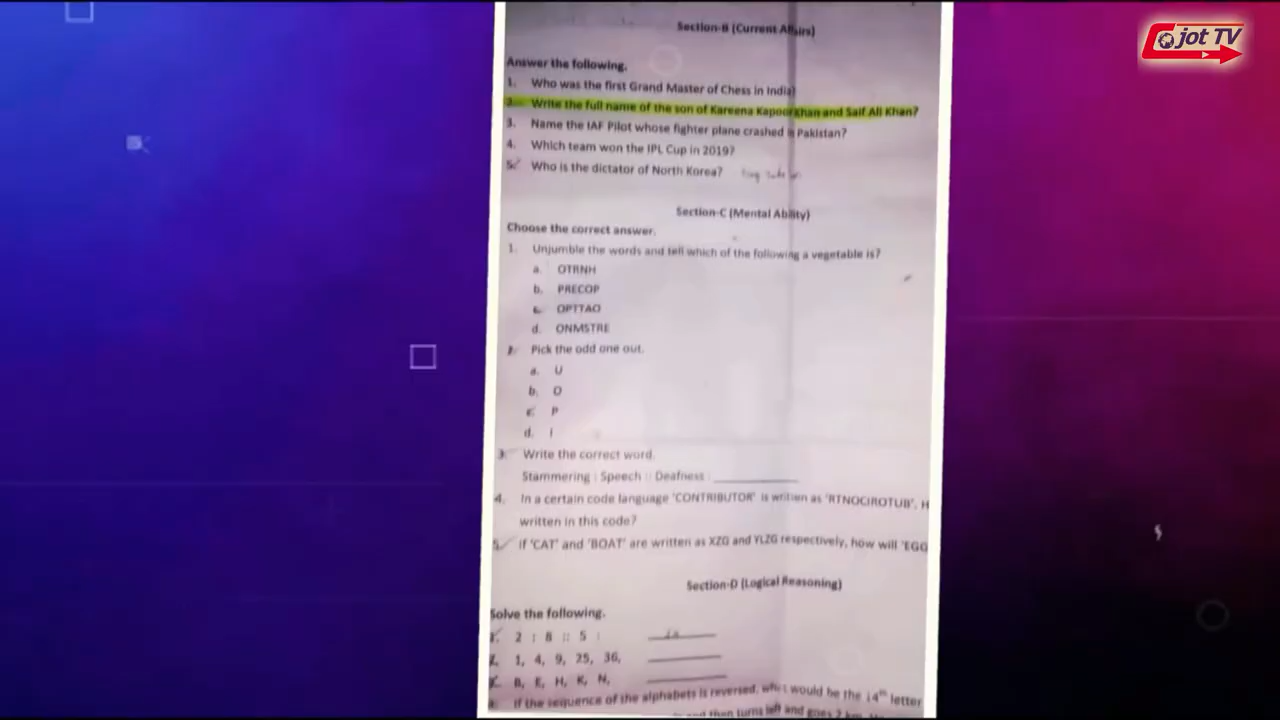 jot TV
Section-B (Current Affairs)
Answer the following.
1. Who was the first Grand Master of Chess in India?
2. Write the full name of the son of Kareena Kapoor khan and Saif Ali Khan?
3. Name the IAF Pilot whose fighter plane crashed in Pakistan?
4. Which team won the IPL Cup in 2019?
5. Who is the dictator of North Korea?
Section-C (Mental Ability)
Choose the correct answer.
1. Unjumble the words and tell which of the following a vegetable is?
a. OTRNH
b. PRECOP
c. OPTTAO
d. ONMSTRE
2. Pick the odd one out.
a. U
b. O
c. P
d. I
3. Write the correct word.
Stammering : Speech :: Deafness :
4. In a certain code language 'CONTRIBUTOR' is written as 'RTNOCIROTUB'. H
written in this code?
5. If 'CAT' and 'BOAT' are written as XZG and YLZG respectively, how will 'EGG
Section-D (Logical Reasoning)
Solve the following.
1. 2 : 8 :: 5 :
2. 1, 4, 9, 25, 36,
3. B, E, H, K, N,
If the sequence of the alphabets is reversed, what would be the 14th letter
and then turns left and goes 2 km.